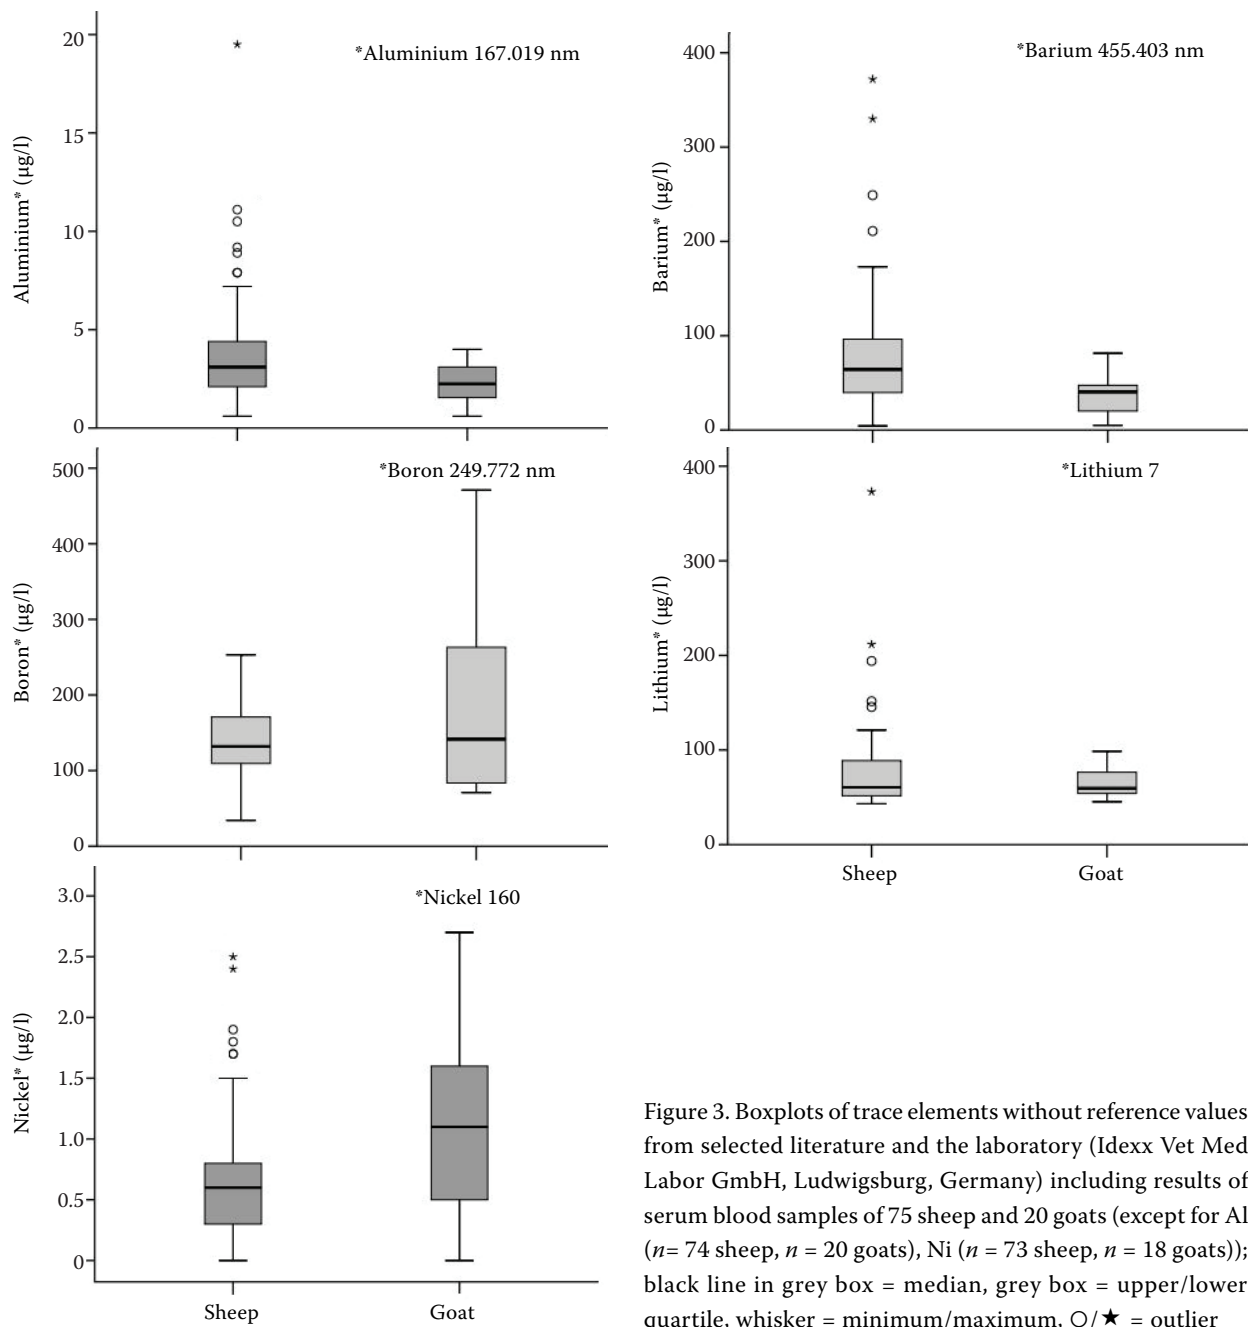 *Aluminium 167.019 nm
Aluminium* (µg/l)
20
15
10
5
0
*Barium 455.403 nm
Barium* (µg/l)
400
300
200
100
0
*Boron 249.772 nm
Boron* (µg/l)
500
400
300
200
100
0
*Lithium 7
Lithium* (µg/l)
400
300
200
100
0
Sheep Goat
*Nickel 160
Nickel* (µg/l)
3.0
2.5
2.0
1.5
1.0
0.5
0
Sheep Goat
Figure 3. Boxplots of trace elements without reference values
from selected literature and the laboratory (Idexx Vet Med
Labor GmbH, Ludwigsburg, Germany) including results of
serum blood samples of 75 sheep and 20 goats (except for Al
(n= 74 sheep, n = 20 goats), Ni (n = 73 sheep, n = 18 goats));
black line in grey box = median, grey box = upper/lower
quartile, whisker = minimum/maximum, ○/★ = outlier